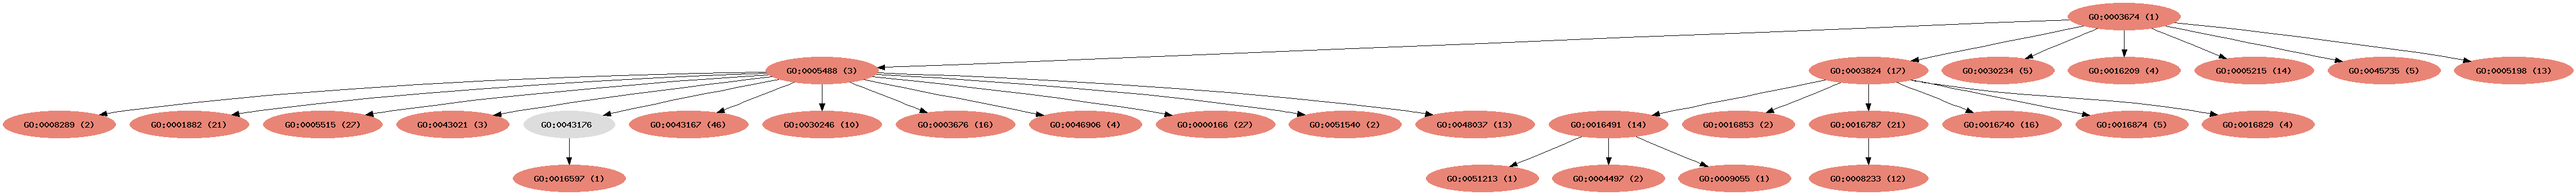 GO:0003674 (1)
GO:0005488 (3)
GO:0003824 (17)
GO:0030234 (5)
GO:0016209 (4)
GO:0005215 (14)
GO:0045735 (5)
GO:0005198 (13)
GO:0008289 (2)
GO:0001882 (21)
GO:0005515 (27)
GO:0043021 (3)
GO:0043176
GO:0043167 (46)
GO:0030246 (10)
GO:0003676 (16)
GO:0046906 (4)
GO:0000166 (27)
GO:0051540 (2)
GO:0048037 (13)
GO:0016491 (14)
GO:0016853 (2)
GO:0016787 (21)
GO:0016740 (16)
GO:0016874 (5)
GO:0016829 (4)
GO:0016597 (1)
GO:0051213 (1)
GO:0004497 (2)
GO:0009055 (1)
GO:0008233 (12)